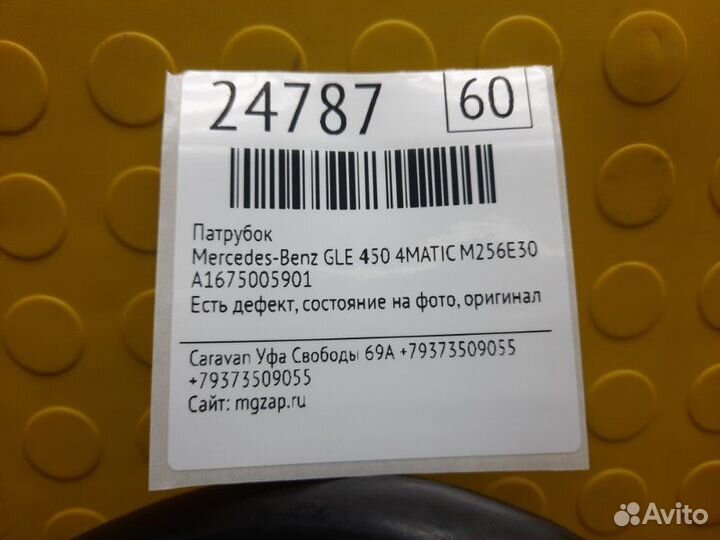 24787 60
Патрубок
Mercedes-Benz GLE 450 4MATIC M256E30
A1675005901
Есть дефект, состояние на фото, оригинал
Caravan Уфа Свободы 69А +79373509055
+79373509055
Сайт: mgzap.ru
Avito